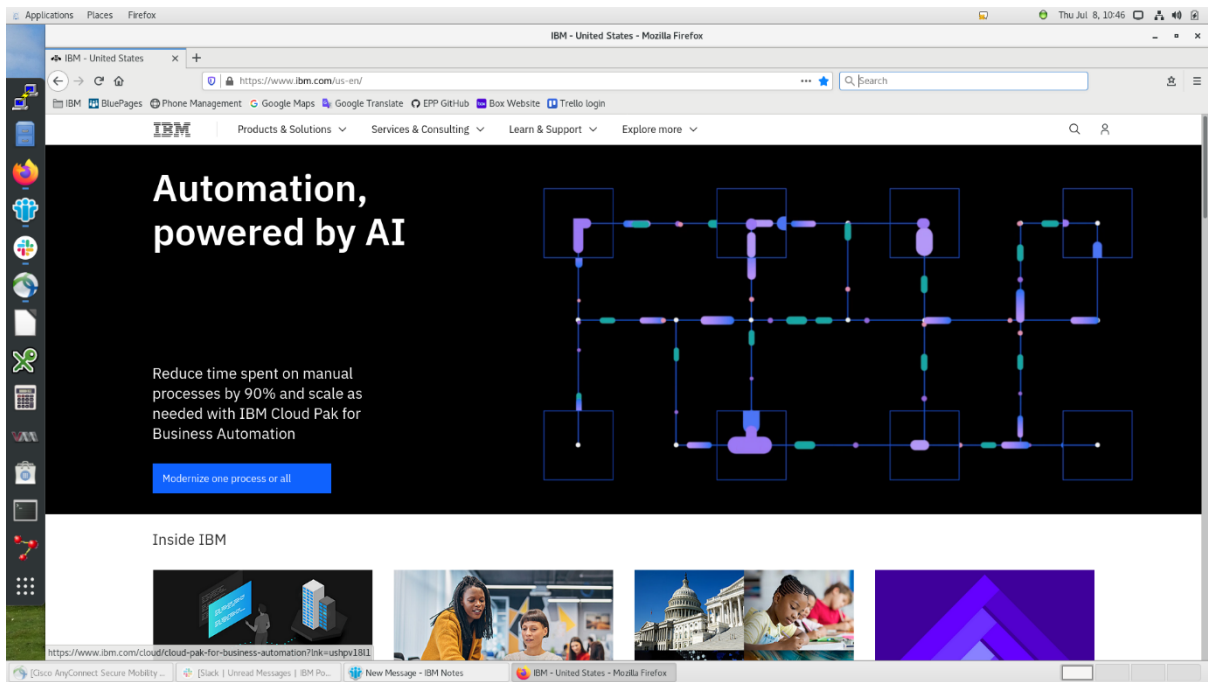 Applications Places Firefox
Thu Jul 8, 10:46
IBM - United States - Mozilla Firefox
IBM - United States
https://www.ibm.com/us-en/
Search
IBM BluePages Phone Management Google Maps Google Translate EPP GitHub Box Website Trello login
IBM Products & Solutions Services & Consulting Learn & Support Explore more
Automation,
powered by AI
Reduce time spent on manual
processes by 90% and scale as
needed with IBM Cloud Pak for
Business Automation
Modernize one process or all
Inside IBM
https://www.ibm.com/cloud/cloud-pak-for-business-automation?lnk=ushpv18l1
[Cisco AnyConnect Secure Mobility ... [Slack | Unread Messages | IBM Po... New Message - IBM Notes IBM - United States - Mozilla Firefox